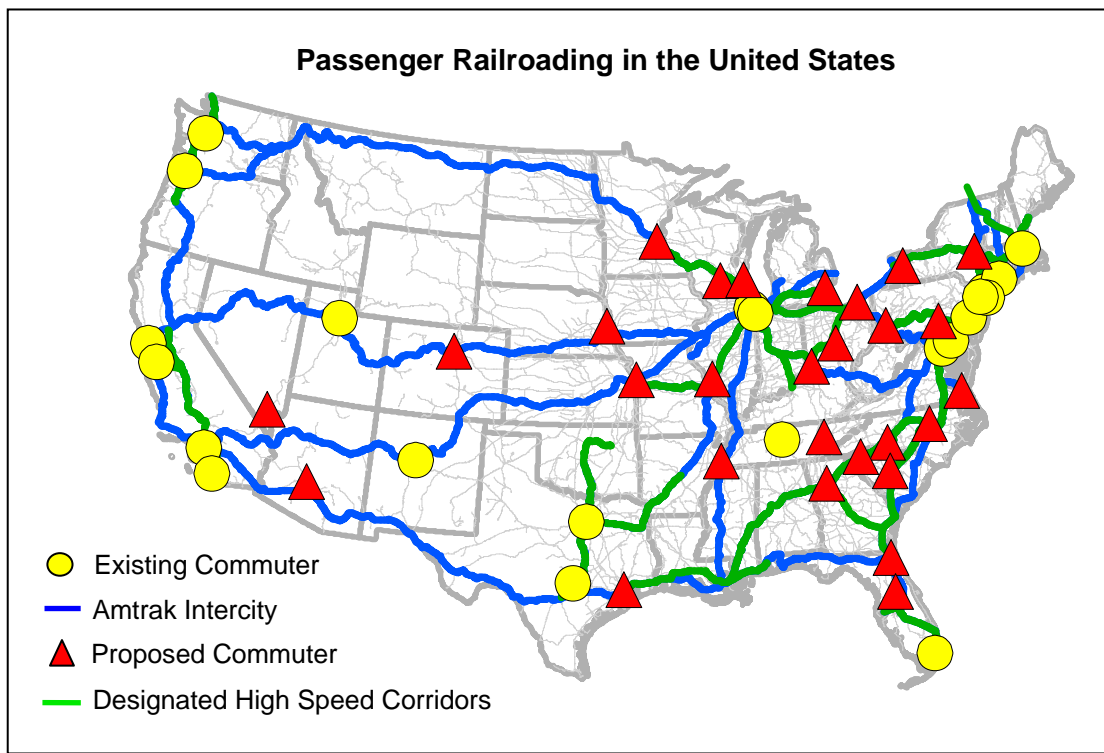 Passenger Railroading in the United States
Existing Commuter
Amtrak Intercity
Proposed Commuter
Designated High Speed Corridors